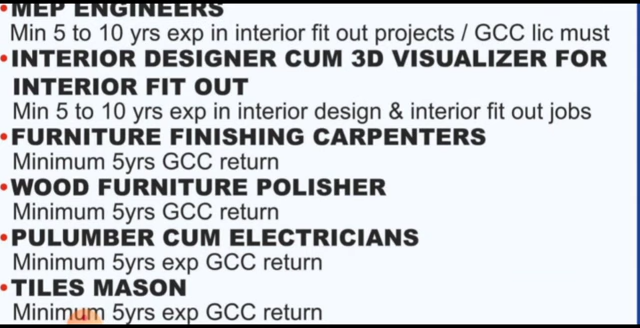 •MEP ENGINEERS
Min 5 to 10 yrs exp in interior fit out projects / GCC lic must
•INTERIOR DESIGNER CUM 3D VISUALIZER FOR
INTERIOR FIT OUT
Min 5 to 10 yrs exp in interior design & interior fit out jobs
•FURNITURE FINISHING CARPENTERS
Minimum 5yrs GCC return
•WOOD FURNITURE POLISHER
Minimum 5yrs GCC return
•PULUMBER CUM ELECTRICIANS
Minimum 5yrs exp GCC return
•TILES MASON
Minimum 5yrs exp GCC return